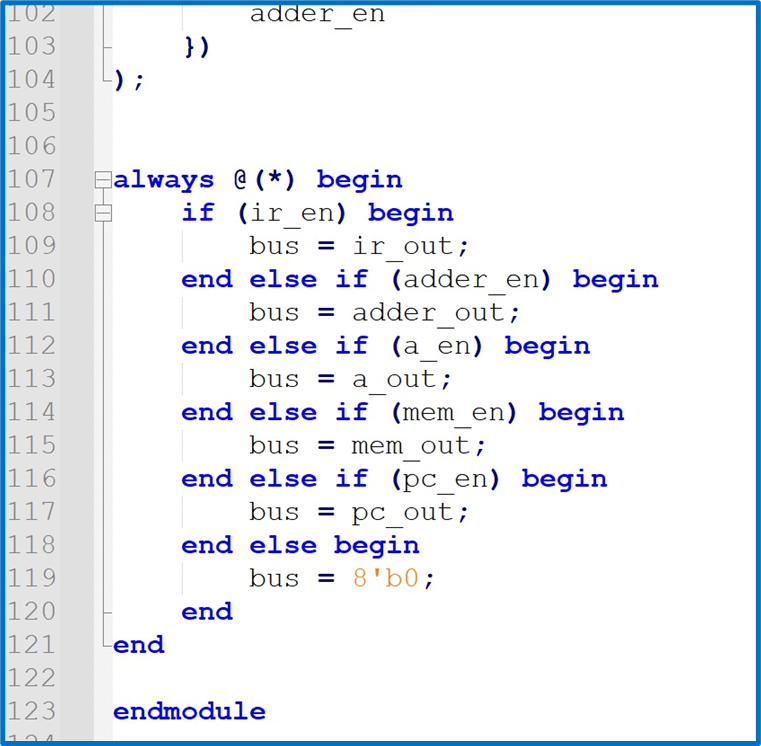 102 adder_en
103 })
104 );
105
106
107 always @(*) begin
108 if (ir_en) begin
109 bus = ir_out;
110 end else if (adder_en) begin
111 bus = adder_out;
112 end else if (a_en) begin
113 bus = a_out;
114 end else if (mem_en) begin
115 bus = mem_out;
116 end else if (pc_en) begin
117 bus = pc_out;
118 end else begin
119 bus = 8'b0;
120 end
121 end
122
123 endmodule
124